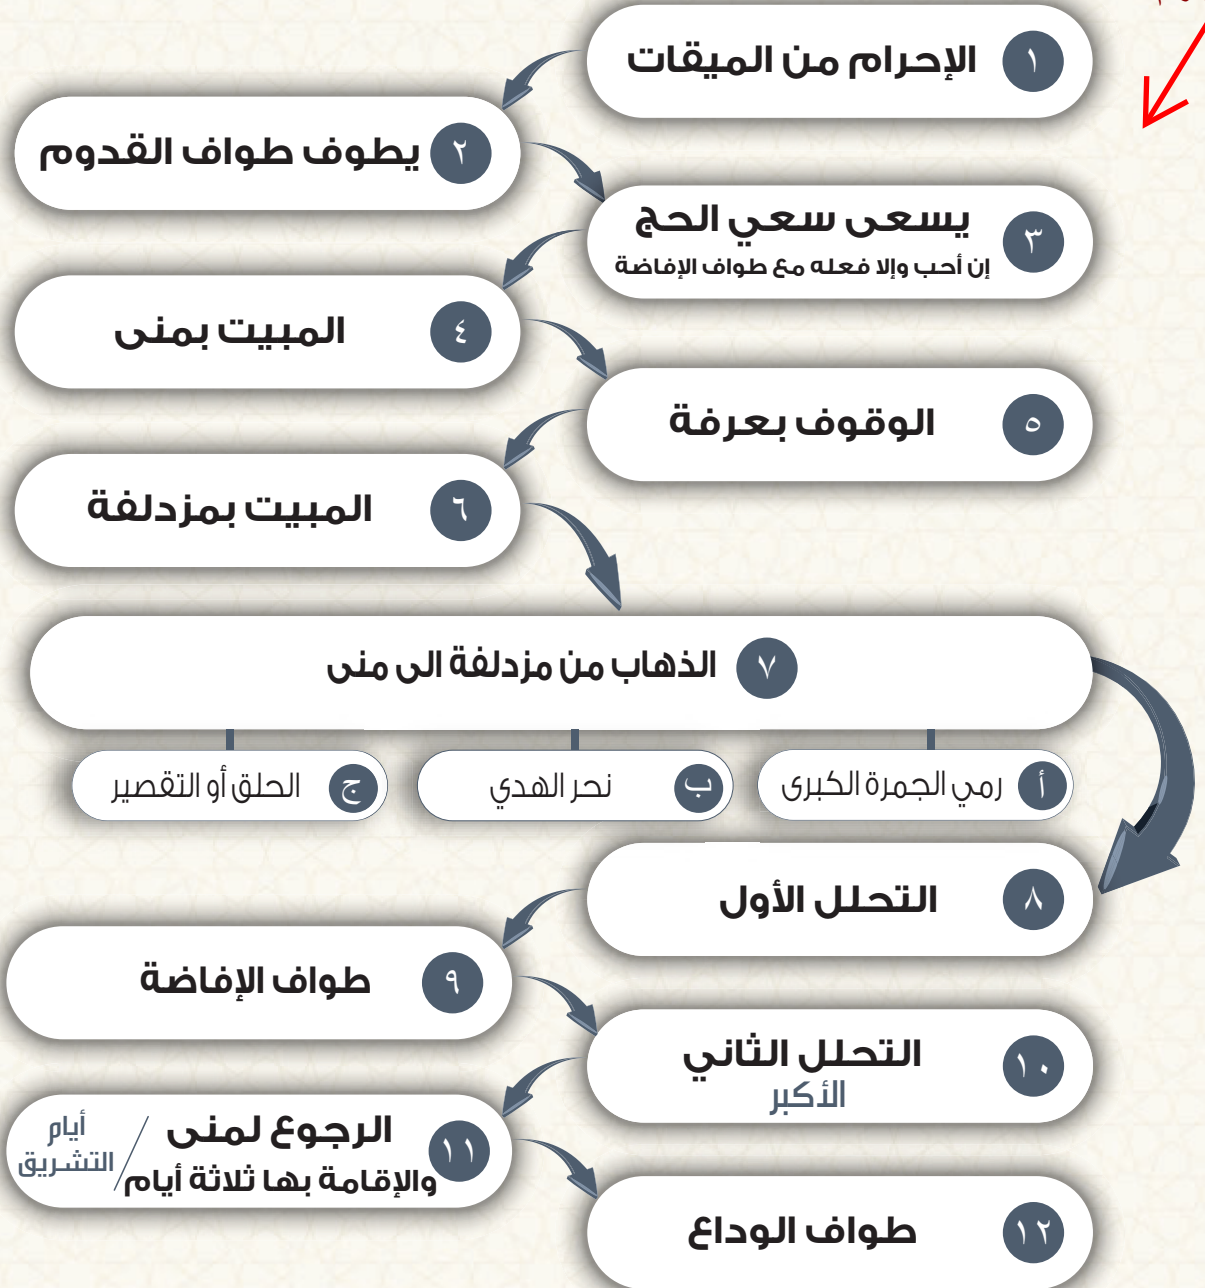 ١ الإحرام من الميقات
٢ يطوف طواف القدوم
٣ يسعى سعي الحج
إن أحب وإلا فعله مع طواف الإفاضة
٤ المبيت بمنى
٥ الوقوف بعرفة
٦ المبيت بمزدلفة
٧ الذهاب من مزدلفة الى منى
أ رمي الجمرة الكبرى
ب نحر الهدي
ج الحلق أو التقصير
٨ التحلل الأول
٩ طواف الإفاضة
١٠ التحلل الثاني
الأكبر
١١ الرجوع لمنى
والإقامة بها ثلاثة أيام
/ أيام
التشريق
١٢ طواف الوداع